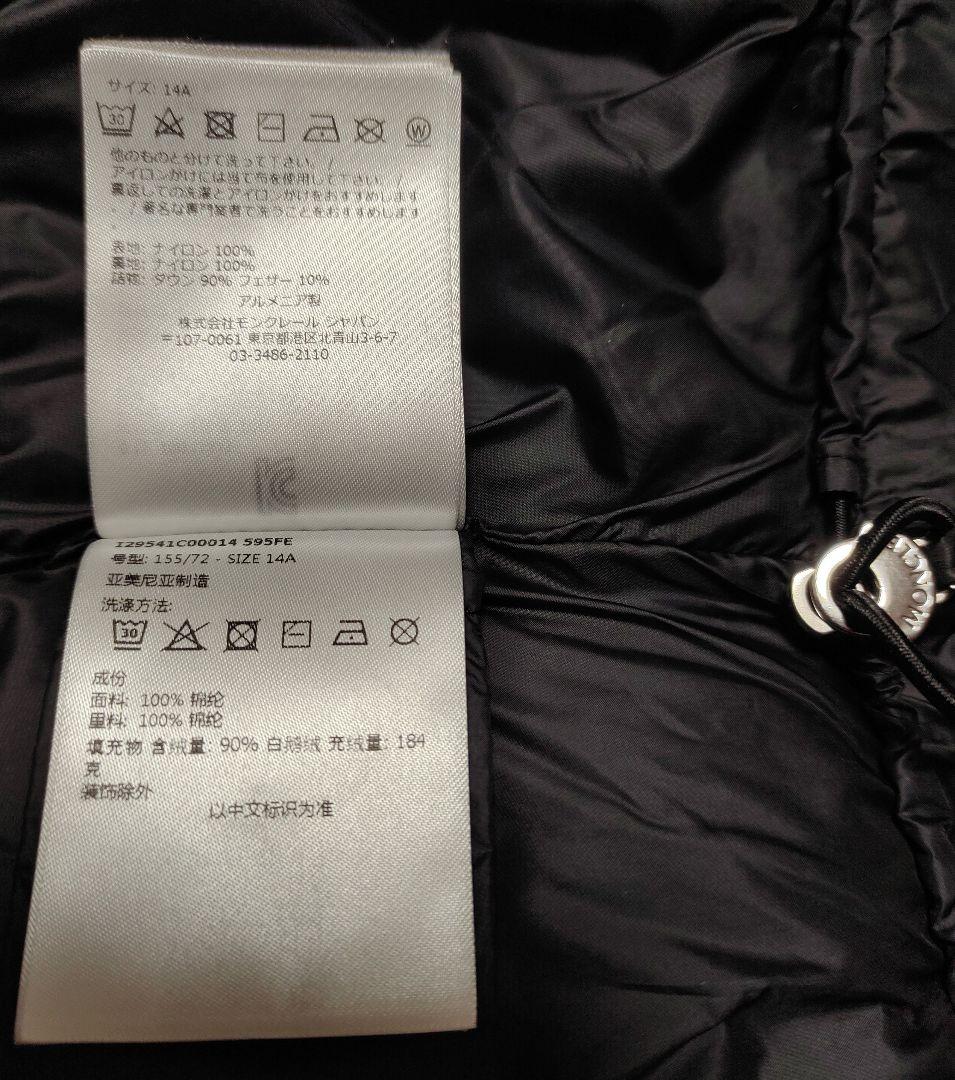 サイズ: 14A
30
W
他のものと分けて洗って下さい。/
アイロンかけには当て布を使用して下さい。/
裏返しての洗濯とアイロンかけをおすすめします
。/ 著名な専門業者で洗うことをおすすめします
。
表地: ナイロン 100%
裏地: ナイロン 100%
詰物: ダウン 90% フェザー 10%
アルメニア製
株式会社モンクレール ジャパン
〒107-0061 東京都港区北青山3-6-7
03-3486-2110
I29541C00014 595FE
号型: 155/72 - SIZE 14A
亚美尼亚制造
洗涤方法:
30
成份
面料: 100% 锦纶
里料: 100% 锦纶
填充物 含绒量: 90% 白鹅绒 充绒量: 184
克
装饰除外
以中文标识为准
MONCLE